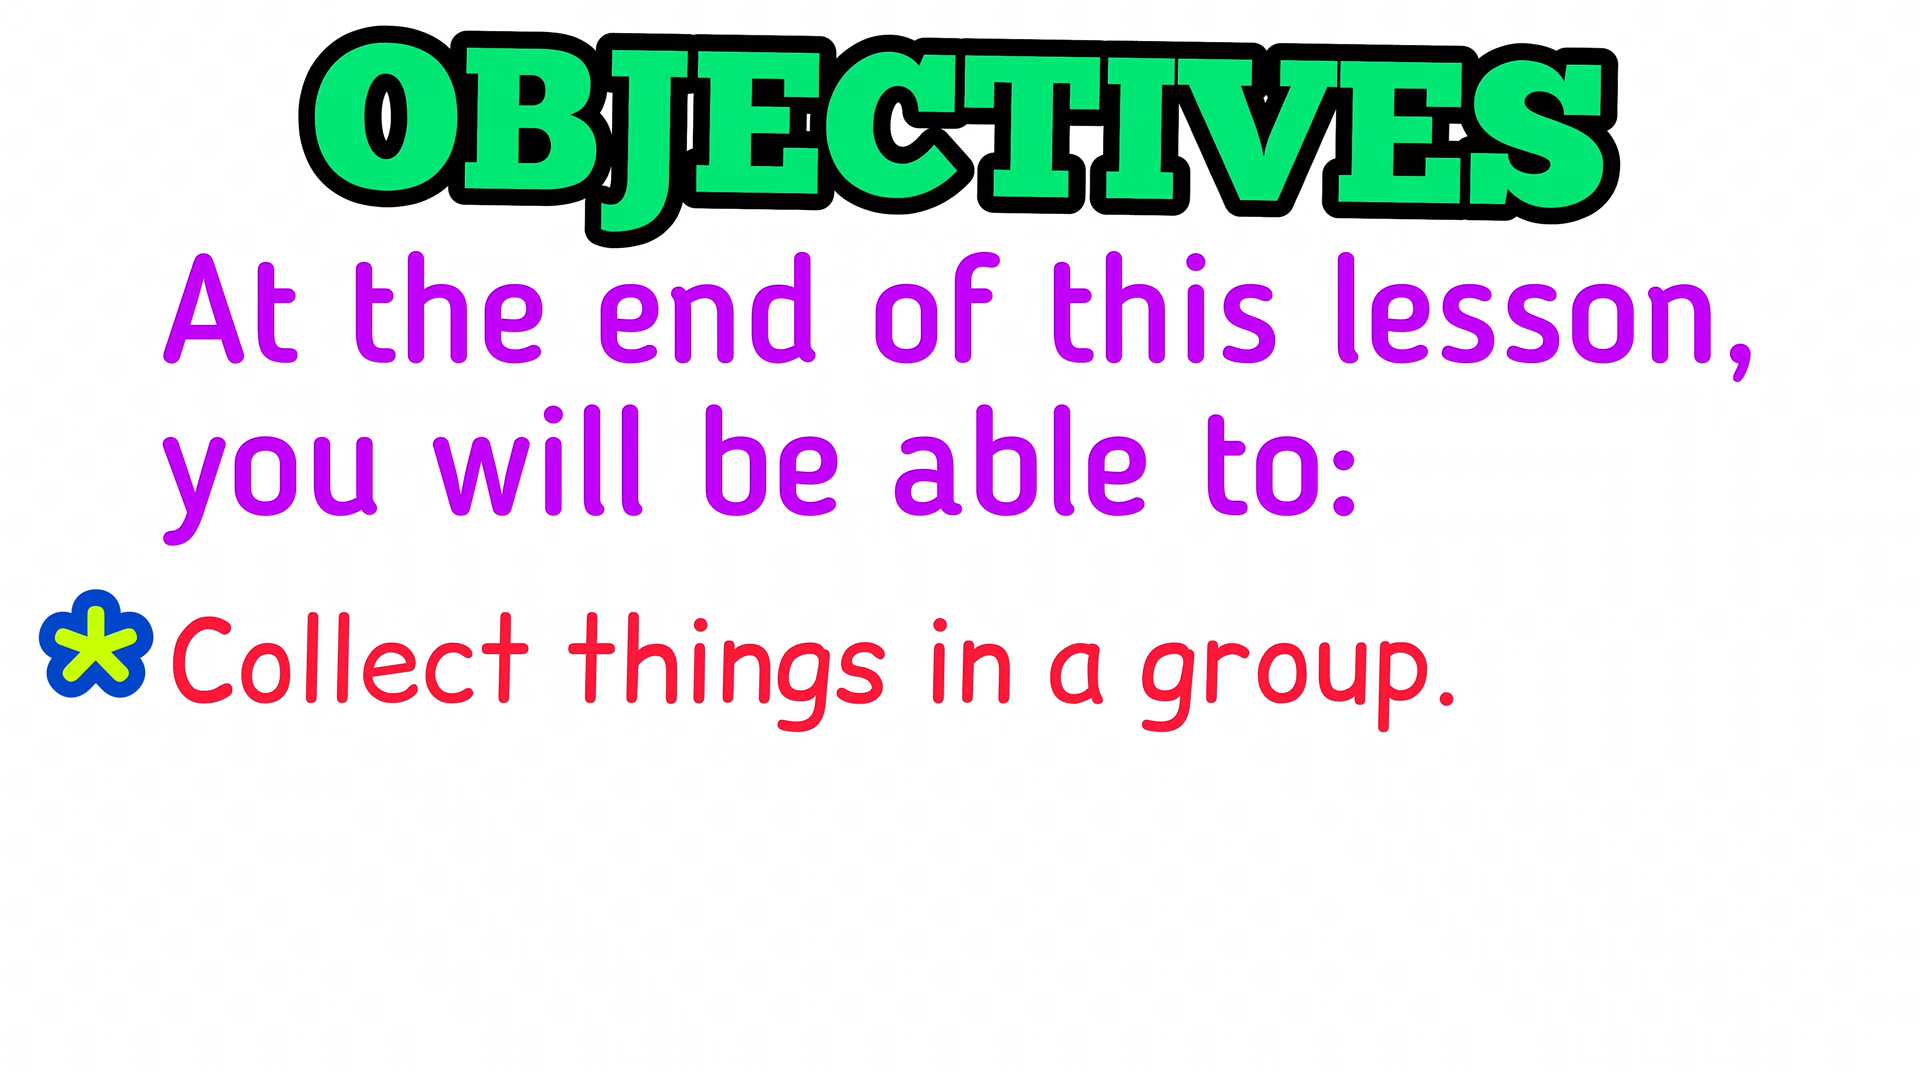 OBJECTIVES
At the end of this lesson,
you will be able to:
* Collect things in a group.